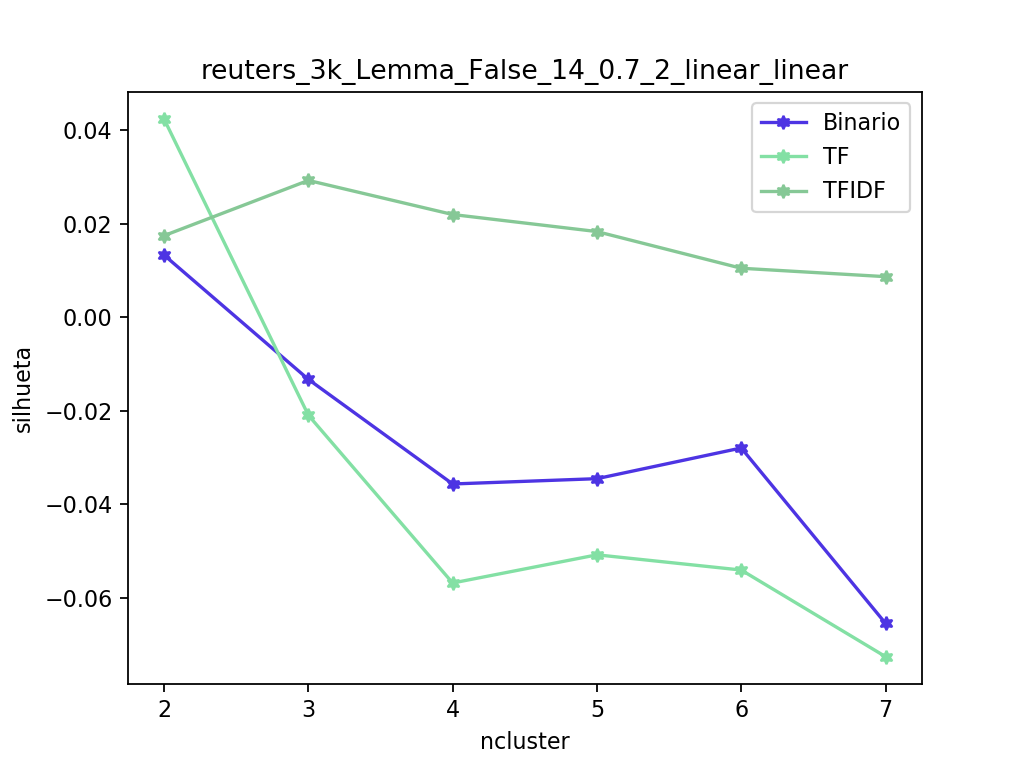 reuters_3k_Lemma_False_14_0.7_2_linear_linear
Binario
TF
TFIDF
0.04
0.02
0.00
−0.02
−0.04
−0.06
silhueta
2 3 4 5 6 7
ncluster